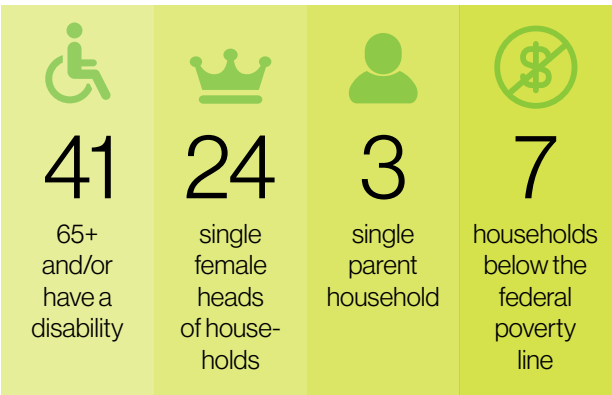 41
65+
and/or
have a
disability
24
single
female
heads
of house-
holds
3
single
parent
household
$
7
households
below the
federal
poverty
line